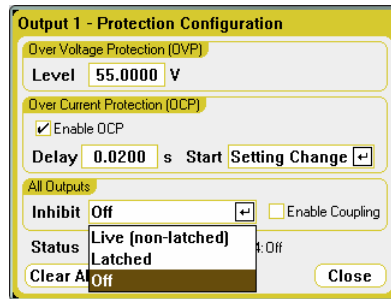 Output 1 - Protection Configuration
Over Voltage Protection (OVP)
Level 55.0000 V
Over Current Protection (OCP)
Enable OCP
Delay 0.0200 s Start Setting Change
All Outputs
Inhibit Off Enable Coupling
Live (non-latched)
Status 4: Off
Latched
Clear Al Off Close